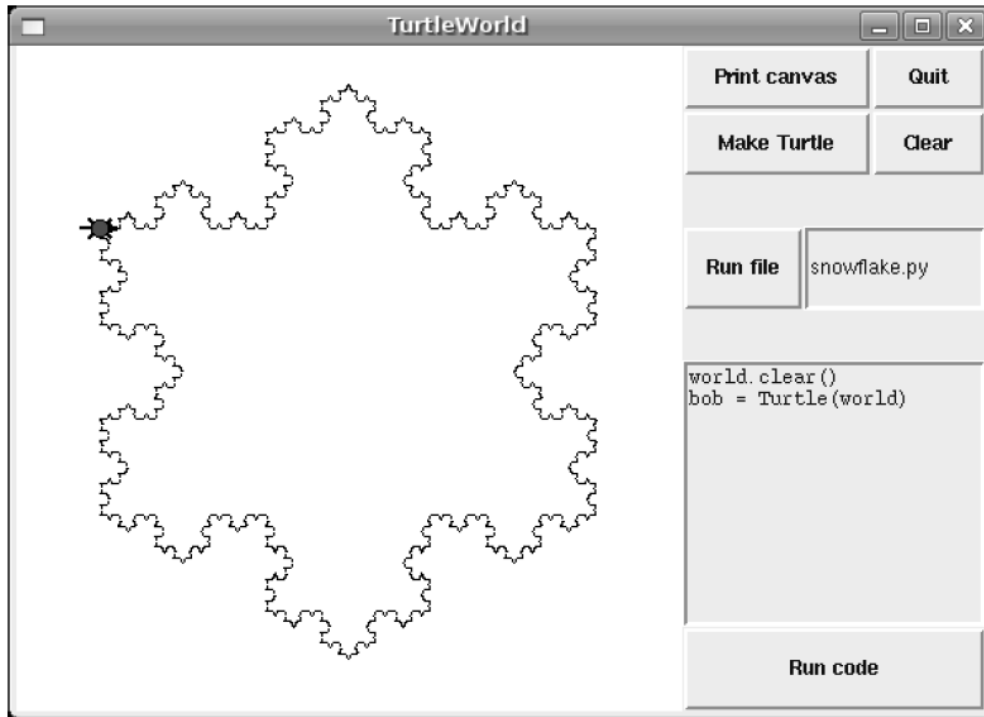 TurtleWorld
Print canvas
Quit
Make Turtle
Clear
Run file
snowflake.py
world.clear()
bob = Turtle(world)
Run code